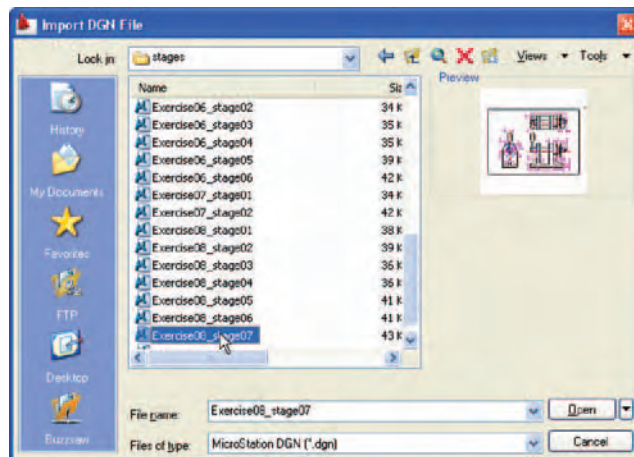 Import DGN File
Look in: stages
Views Tools
Name Siz
Preview
Exercise06_stage02 34 K
Exercise06_stage03 35 K
Exercise06_stage04 35 K
Exercise06_stage05 39 K
Exercise06_stage06 42 K
Exercise07_stage01 34 K
Exercise07_stage02 42 K
Exercise08_stage01 38 K
Exercise08_stage02 39 K
Exercise08_stage03 36 K
Exercise08_stage04 36 K
Exercise08_stage05 41 K
Exercise08_stage06 41 K
Exercise08_stage07 43 K
History
My Documents
Favorites
FTP
Desktop
Buzzsaw
File name: Exercise08_stage07 Open
Files of type: MicroStation DGN (*.dgn) Cancel